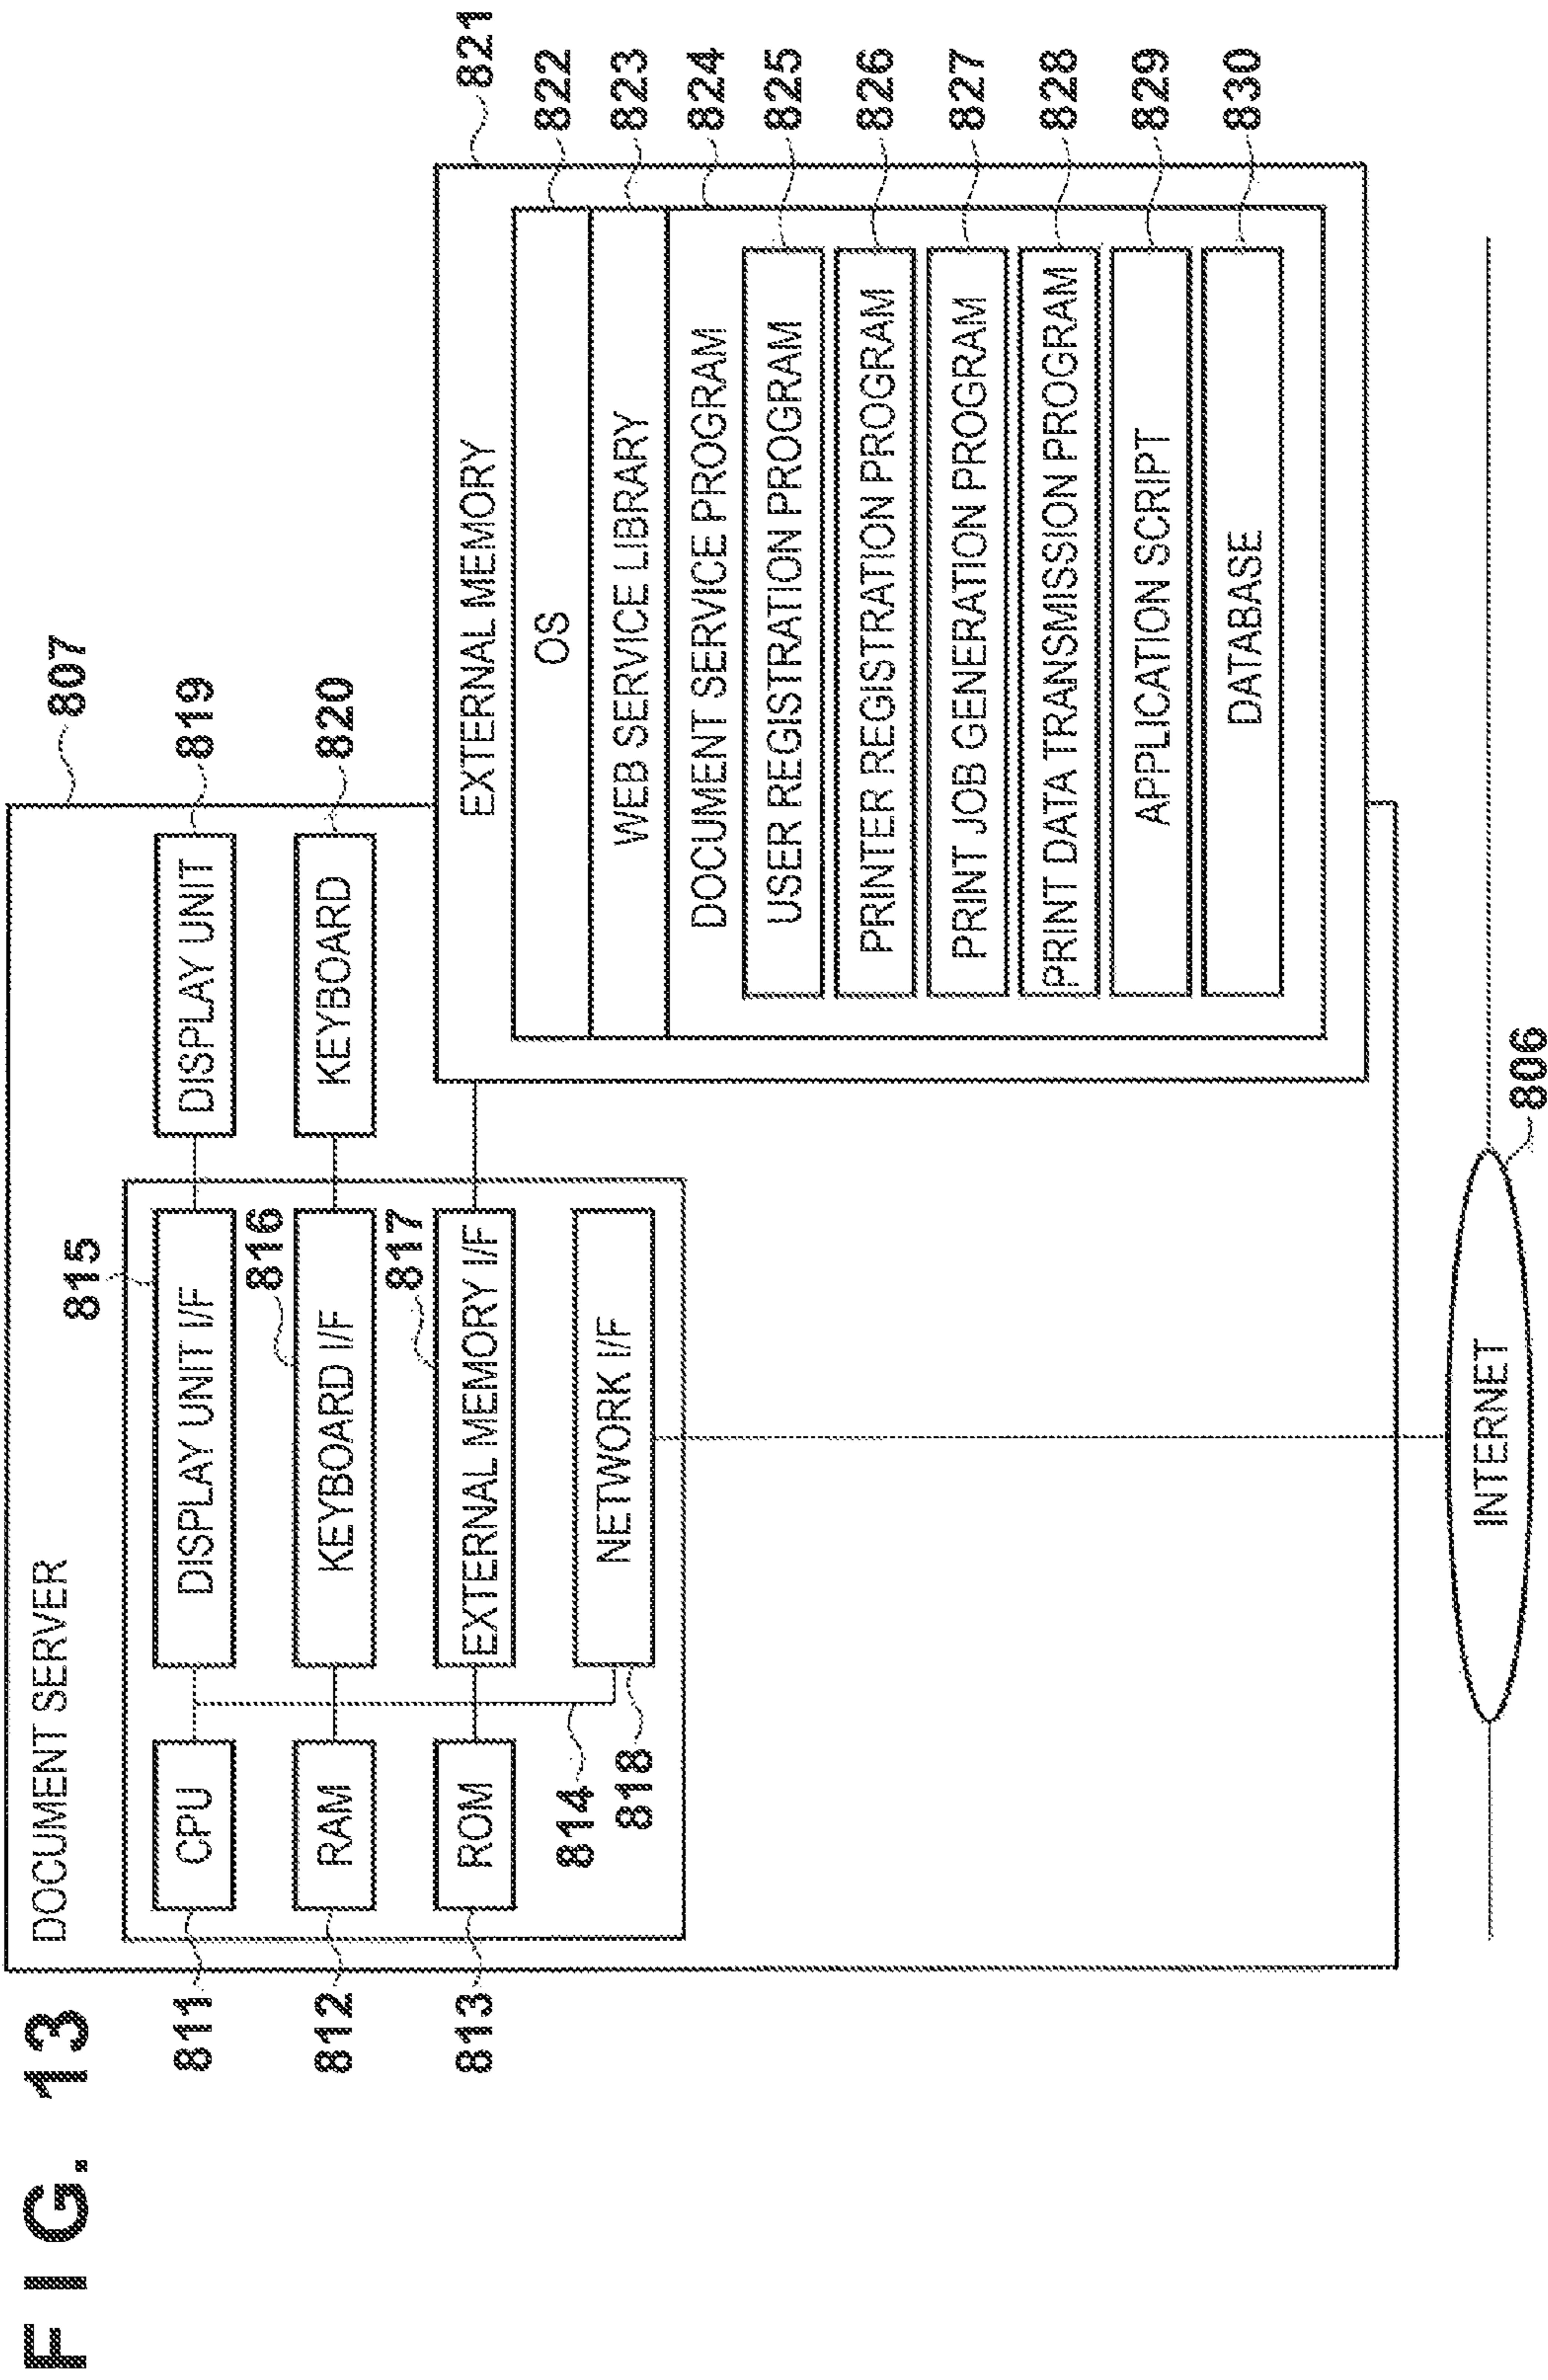 FIG. 13
DOCUMENT SERVER
807
811
CPU
815
DISPLAY UNIT I/F
DISPLAY UNIT
819
812
RAM
816
KEYBOARD I/F
KEYBOARD
820
813
ROM
817
EXTERNAL MEMORY I/F
814
818
NETWORK I/F
EXTERNAL MEMORY
821
OS
822
WEB SERVICE LIBRARY
823
DOCUMENT SERVICE PROGRAM
824
USER REGISTRATION PROGRAM
825
PRINTER REGISTRATION PROGRAM
826
PRINT JOB GENERATION PROGRAM
827
PRINT DATA TRANSMISSION PROGRAM
828
APPLICATION SCRIPT
829
DATABASE
830
INTERNET
806